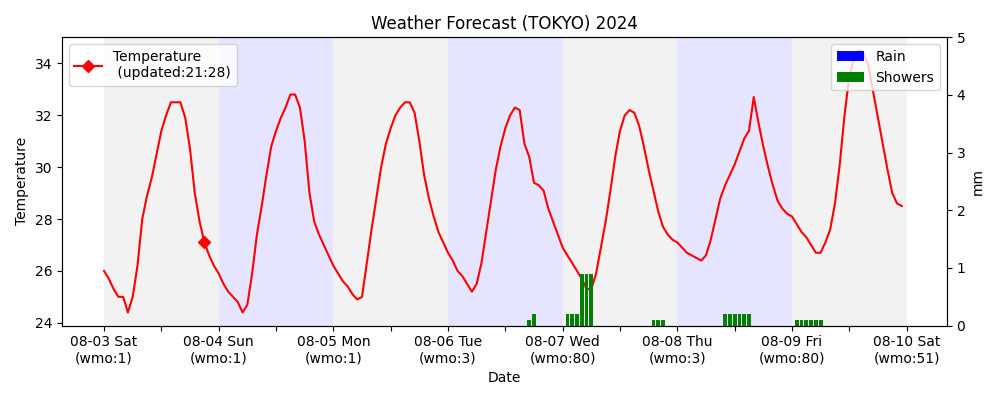 Weather Forecast (TOKYO) 2024
Temperature
(updated:21:28)
Rain
Showers
Temperature
34
32
30
28
26
24
5
4
3
2
1
0
mm
08-03 Sat
(wmo:1)
08-04 Sun
(wmo:1)
08-05 Mon
(wmo:1)
08-06 Tue
(wmo:3)
08-07 Wed
(wmo:80)
08-08 Thu
(wmo:3)
08-09 Fri
(wmo:80)
08-10 Sat
(wmo:51)
Date